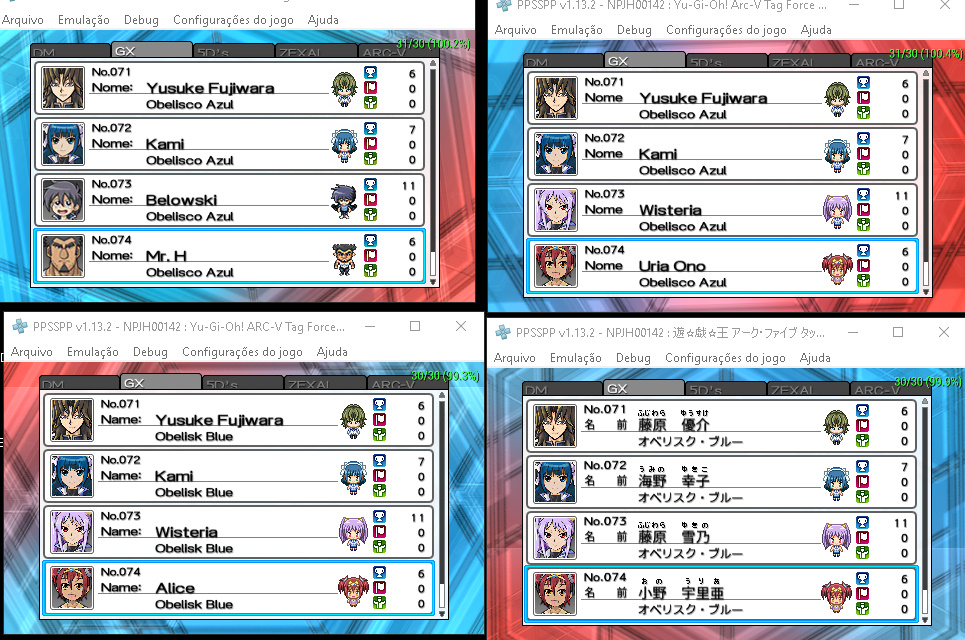 Arquivo Emulação Debug Configurações do jogo Ajuda
31/30 (100.2%)
DM GX 5D's ZEXAL ARC-V
No.071 6
Nome: Yusuke Fujiwara 0
Obelisco Azul 0
No.072 7
Nome: Kami 0
Obelisco Azul 0
No.073 11
Nome: Belowski 0
Obelisco Azul 0
No.074 6
Nome: Mr. H 0
Obelisco Azul 0
PPSSPP v1.13.2 - NPJH00142 : Yu-Gi-Oh! Arc-V Tag Force ...
Arquivo Emulação Debug Configurações do jogo Ajuda
31/30 (100.4%)
DM GX 5D's ZEXAL ARC-V
No.071 6
Nome Yusuke Fujiwara 0
Obelisco Azul 0
No.072 7
Nome Kami 0
Obelisco Azul 0
No.073 11
Nome Wisteria 0
Obelisco Azul 0
No.074 6
Nome Uria Ono 0
Obelisco Azul 0
PPSSPP v1.13.2 - NPJH00142 : Yu-Gi-Oh! ARC-V Tag Force...
Arquivo Emulação Debug Configurações do jogo Ajuda
30/30 (99.3%)
DM GX 5D's ZEXAL ARC-V
No.071 6
Name: Yusuke Fujiwara 0
Obelisk Blue 0
No.072 7
Name: Kami 0
Obelisk Blue 0
No.073 11
Name: Wisteria 0
Obelisk Blue 0
No.074 6
Name: Alice 0
Obelisk Blue 0
PPSSPP v1.13.2 - NPJH00142 : 遊☆戯☆王 アーク・ファイブ タッ...
Arquivo Emulação Debug Configurações do jogo Ajuda
30/30 (99.9%)
DM GX 5D's ZEXAL ARC-V
No.071 ふじわら ゆうすけ 6
名 前 藤原 優介 0
オベリスク・ブルー 0
No.072 うみの ゆきこ 7
名 前 海野 幸子 0
オベリスク・ブルー 0
No.073 ふじわら ゆきの 11
名 前 藤原 雪乃 0
オベリスク・ブルー 0
No.074 おの うりあ 6
名 前 小野 宇里亜 0
オベリスク・ブルー 0